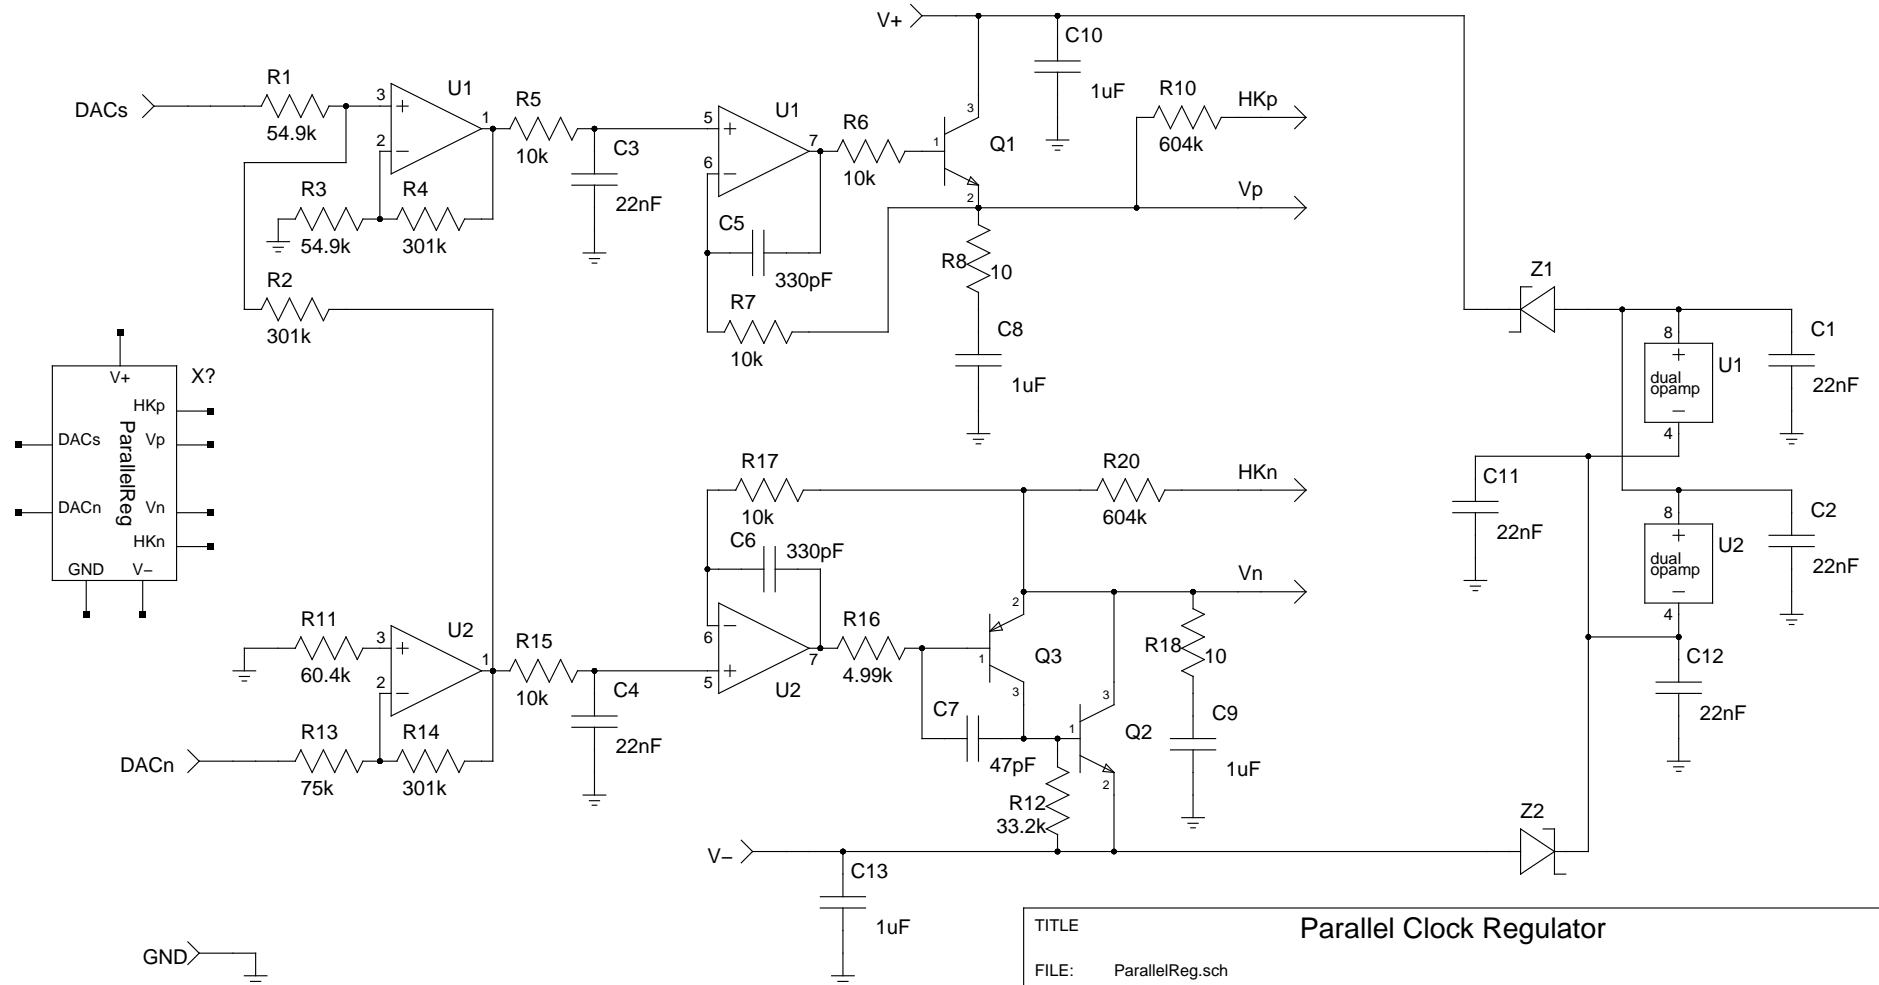 V+
C10
1uF
R1
DACs
54.9k
3
2
1
U1
R5
10k
C3
22nF
5
6
7
U1
R6
10k
3
1
2
Q1
R10
604k
HKp
Vp
R3
54.9k
R4
301k
R2
301k
C5
330pF
R7
10k
R8
10
C8
1uF
Z1
8
4
dual
opamp
U1
C1
22nF
V+
X?
HKp
DACs
Vp
ParallelReg
DACn
Vn
HKn
GND
V−
R17
10k
C6
330pF
R20
604k
HKn
Vn
C11
22nF
8
4
dual
opamp
U2
C2
22nF
R11
60.4k
3
2
1
U2
R15
10k
C4
22nF
6
5
7
U2
R16
4.99k
2
1
3
Q3
C7
47pF
3
1
2
Q2
R18
10
C9
1uF
C12
22nF
DACn
R13
75k
R14
301k
R12
33.2k
Z2
V−
C13
1uF
GND
TITLE
Parallel Clock Regulator
FILE:
ParallelReg.sch